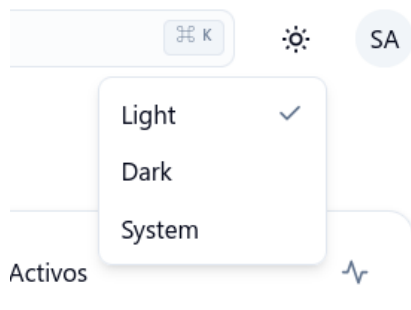 ⌘ K
SA
Light
Dark
System
Activos